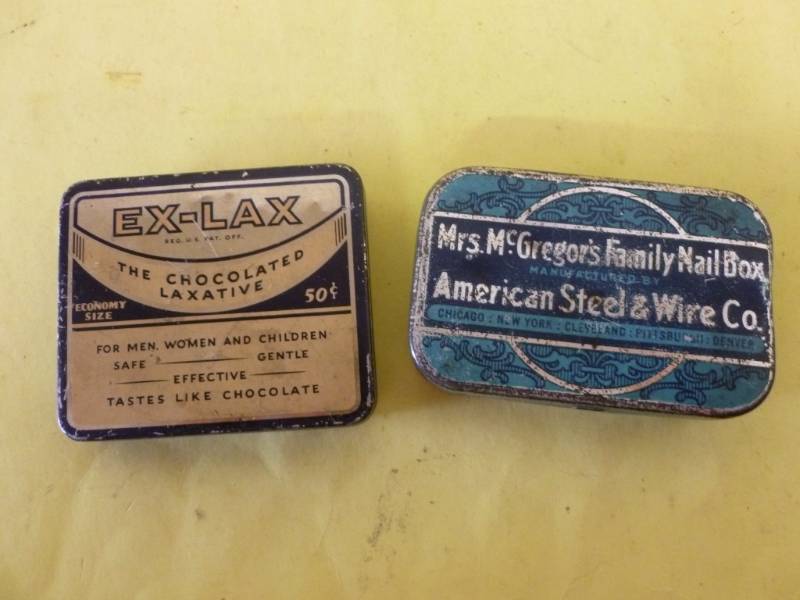 EX-LAX
REG. U.S. PAT. OFF.
THE CHOCOLATED
LAXATIVE
ECONOMY
SIZE
50¢
FOR MEN, WOMEN AND CHILDREN
SAFE GENTLE
EFFECTIVE
TASTES LIKE CHOCOLATE
Mrs. McGregor's Family Nail Box
MANUFACTURED BY
American Steel & Wire Co.
CHICAGO : NEW YORK : CLEVELAND : PITTSBURGH : DENVER